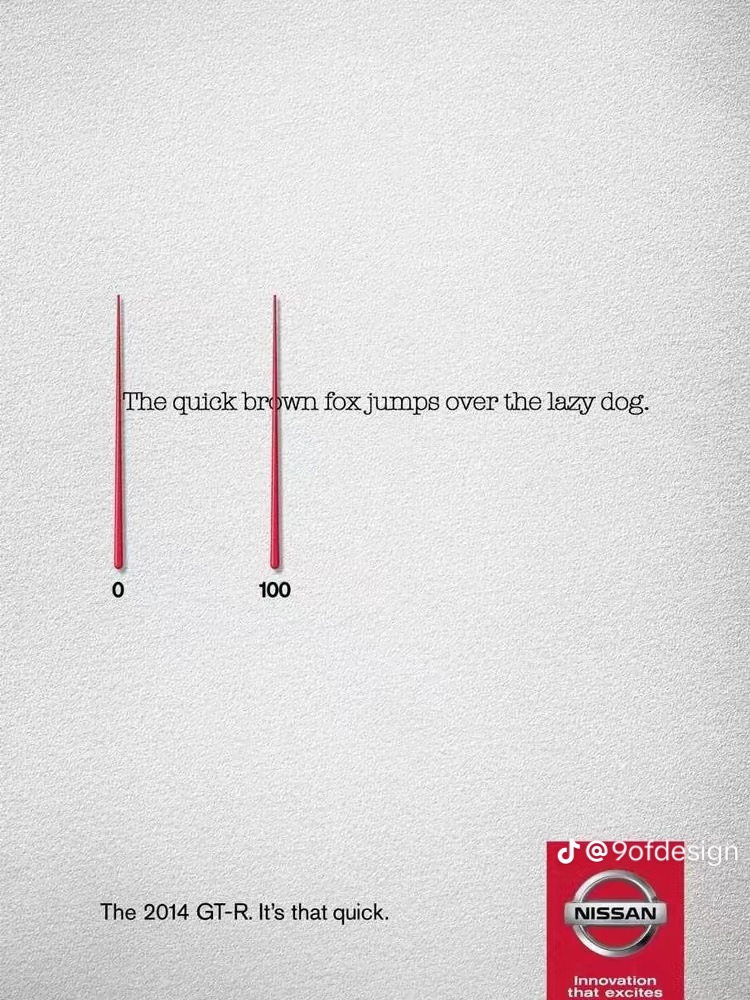 The quick brown fox jumps over the lazy dog.
0 100
@9ofdesign
The 2014 GT-R. It's that quick.
NISSAN
Innovation
that excites